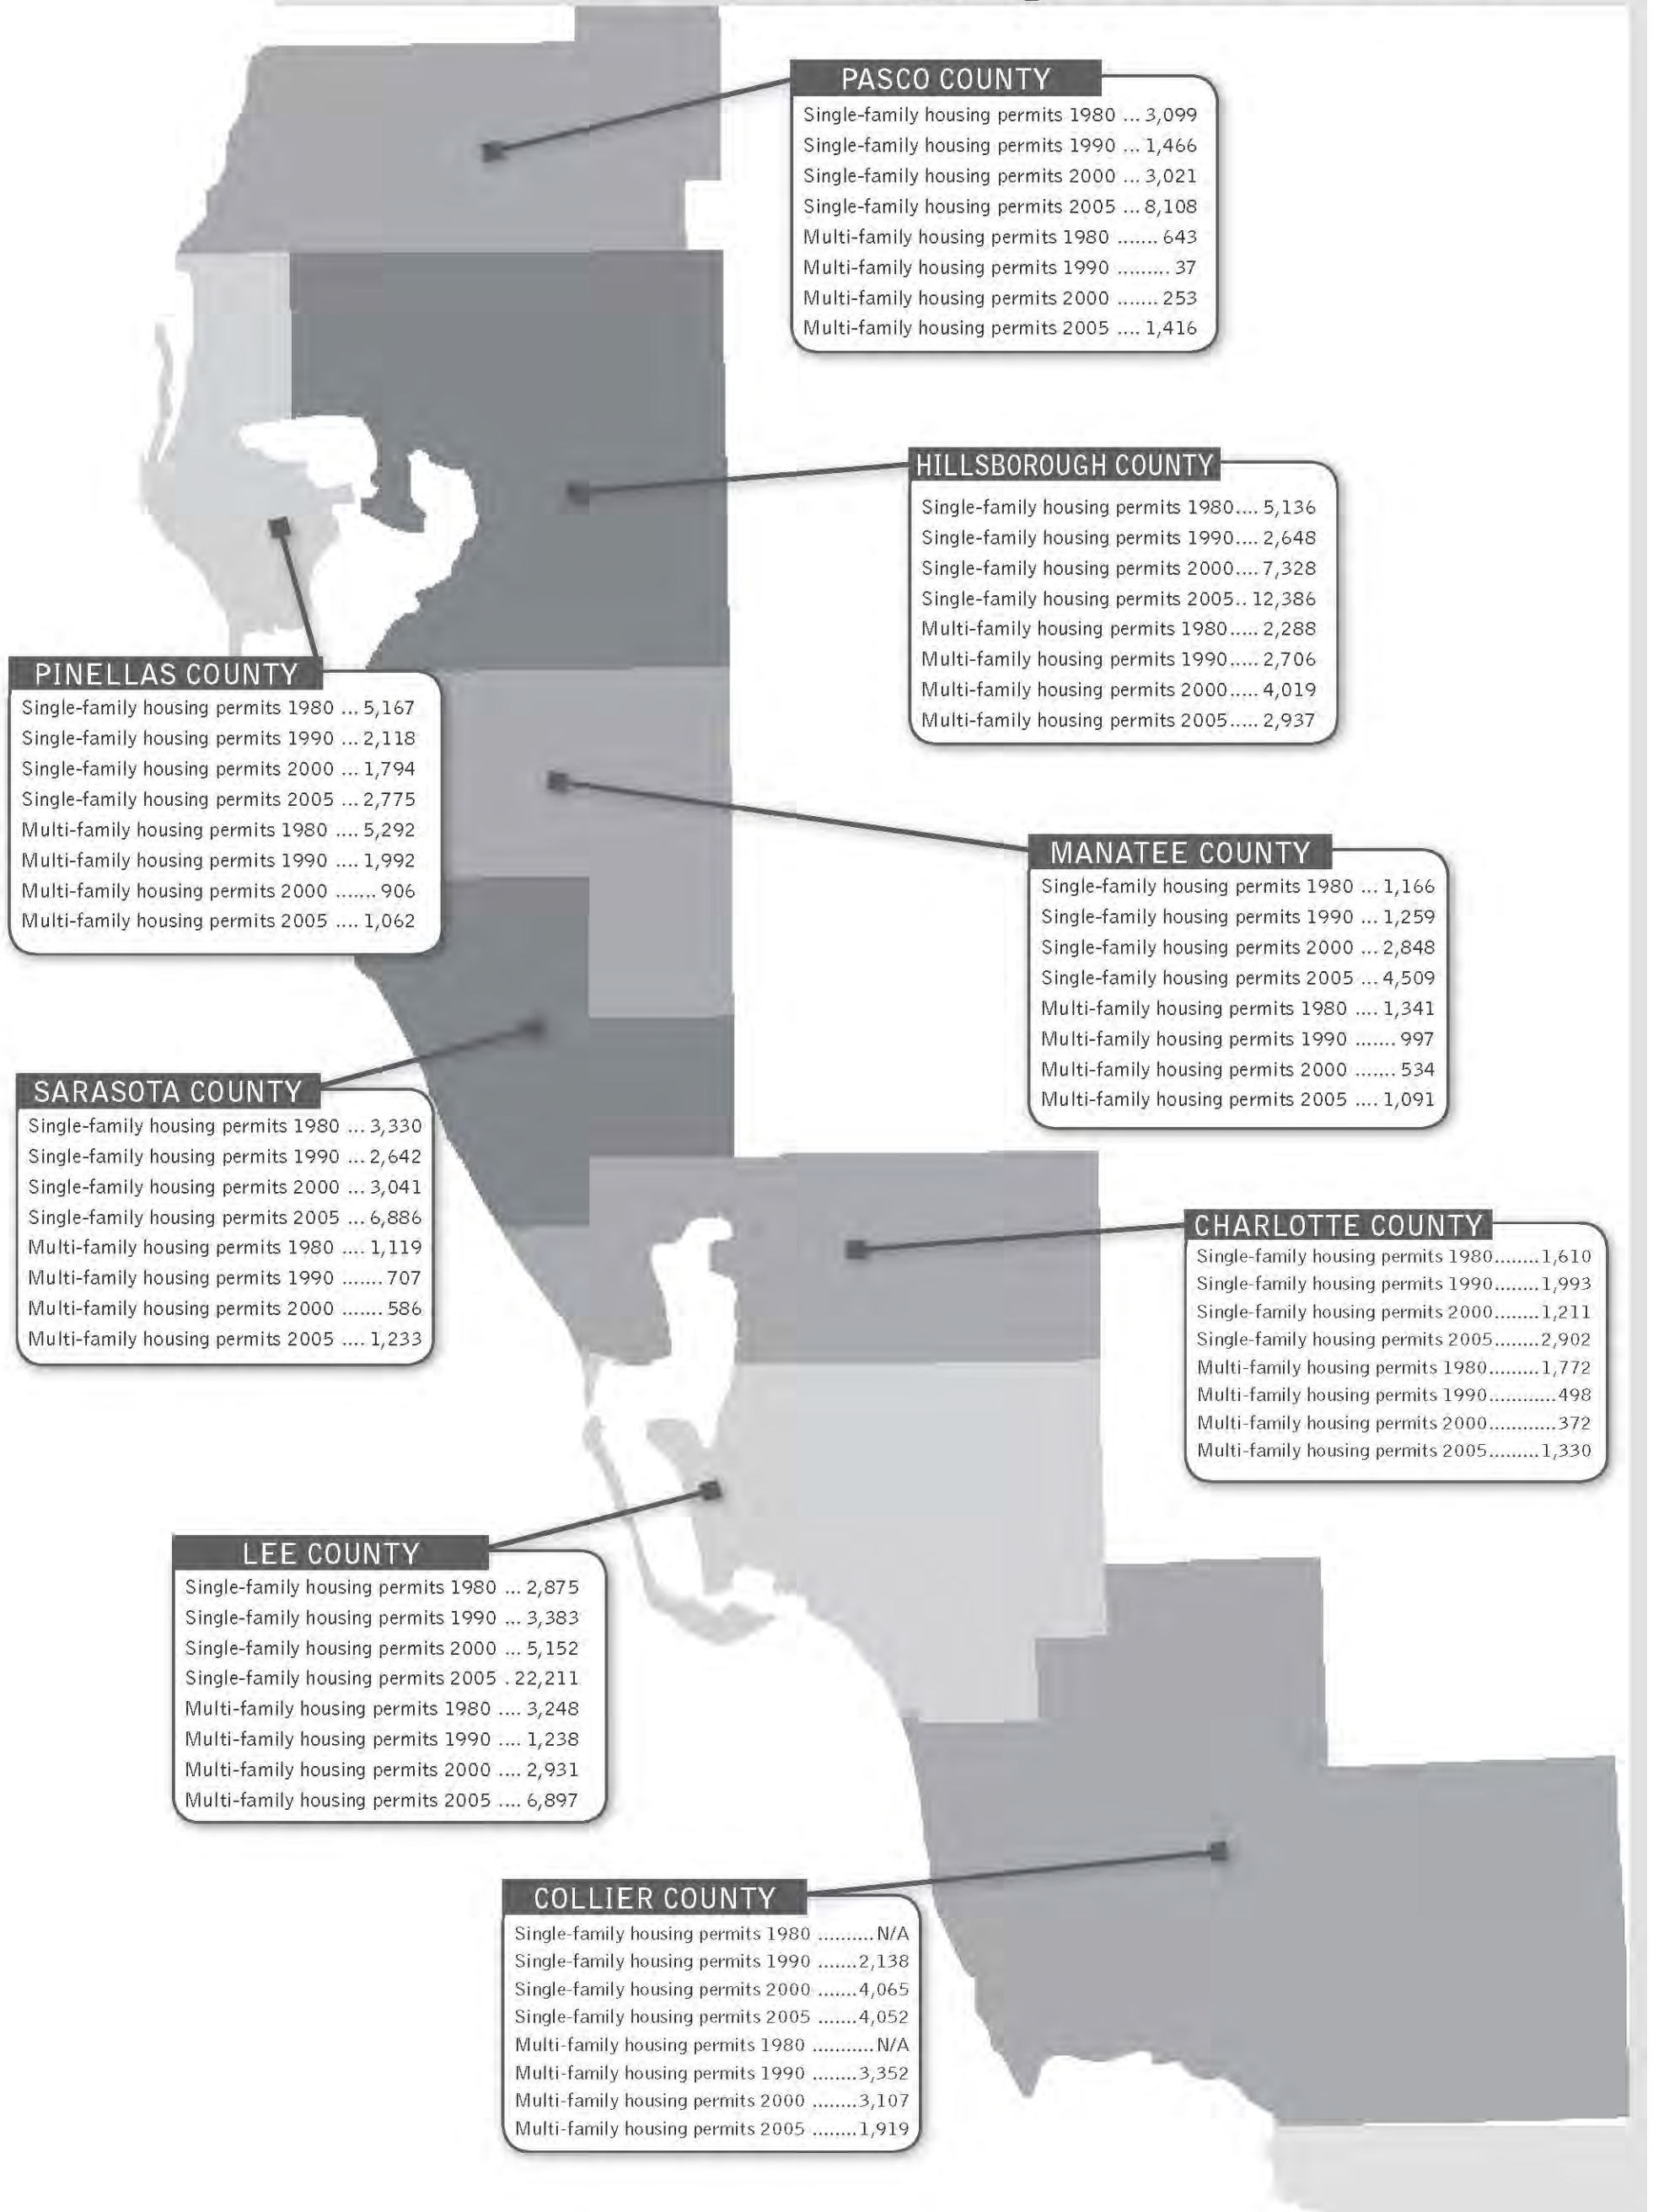 PASCO COUNTY
Single-family housing permits 1980 ... 3,099
Single-family housing permits 1990 ... 1,466
Single-family housing permits 2000 ... 3,021
Single-family housing permits 2005 ... 8,108
Multi-family housing permits 1980 ....... 643
Multi-family housing permits 1990 ......... 37
Multi-family housing permits 2000 ....... 253
Multi-family housing permits 2005 .... 1,416
HILLSBOROUGH COUNTY
Single-family housing permits 1980.... 5,136
Single-family housing permits 1990.... 2,648
Single-family housing permits 2000.... 7,328
Single-family housing permits 2005.. 12,386
Multi-family housing permits 1980..... 2,288
Multi-family housing permits 1990..... 2,706
Multi-family housing permits 2000..... 4,019
Multi-family housing permits 2005..... 2,937
PINELLAS COUNTY
Single-family housing permits 1980 ... 5,167
Single-family housing permits 1990 ... 2,118
Single-family housing permits 2000 ... 1,794
Single-family housing permits 2005 ... 2,775
Multi-family housing permits 1980 .... 5,292
Multi-family housing permits 1990 .... 1,992
Multi-family housing permits 2000 ....... 906
Multi-family housing permits 2005 .... 1,062
MANATEE COUNTY
Single-family housing permits 1980 ... 1,166
Single-family housing permits 1990 ... 1,259
Single-family housing permits 2000 ... 2,848
Single-family housing permits 2005 ... 4,509
Multi-family housing permits 1980 .... 1,341
Multi-family housing permits 1990 ....... 997
Multi-family housing permits 2000 ....... 534
Multi-family housing permits 2005 .... 1,091
SARASOTA COUNTY
Single-family housing permits 1980 ... 3,330
Single-family housing permits 1990 ... 2,642
Single-family housing permits 2000 ... 3,041
Single-family housing permits 2005 ... 6,886
Multi-family housing permits 1980 .... 1,119
Multi-family housing permits 1990 ....... 707
Multi-family housing permits 2000 ....... 586
Multi-family housing permits 2005 .... 1,233
CHARLOTTE COUNTY
Single-family housing permits 1980........1,610
Single-family housing permits 1990........1,993
Single-family housing permits 2000........1,211
Single-family housing permits 2005........2,902
Multi-family housing permits 1980.........1,772
Multi-family housing permits 1990............498
Multi-family housing permits 2000............372
Multi-family housing permits 2005.........1,330
LEE COUNTY
Single-family housing permits 1980 ... 2,875
Single-family housing permits 1990 ... 3,383
Single-family housing permits 2000 ... 5,152
Single-family housing permits 2005 . 22,211
Multi-family housing permits 1980 .... 3,248
Multi-family housing permits 1990 .... 1,238
Multi-family housing permits 2000 .... 2,931
Multi-family housing permits 2005 .... 6,897
COLLIER COUNTY
Single-family housing permits 1980 ..........N/A
Single-family housing permits 1990 .......2,138
Single-family housing permits 2000 .......4,065
Single-family housing permits 2005 .......4,052
Multi-family housing permits 1980 ...........N/A
Multi-family housing permits 1990 ........3,352
Multi-family housing permits 2000 ........3,107
Multi-family housing permits 2005 ........1,919